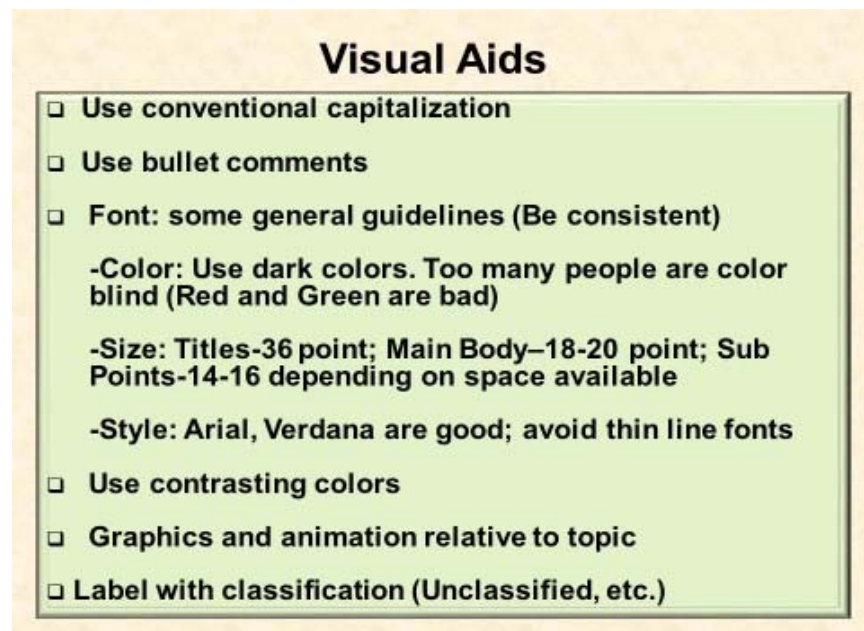 Visual Aids
❑ Use conventional capitalization
❑ Use bullet comments
❑ Font: some general guidelines (Be consistent)
-Color: Use dark colors. Too many people are color
blind (Red and Green are bad)
-Size: Titles-36 point; Main Body–18-20 point; Sub
Points-14-16 depending on space available
-Style: Arial, Verdana are good; avoid thin line fonts
❑ Use contrasting colors
❑ Graphics and animation relative to topic
❑ Label with classification (Unclassified, etc.)